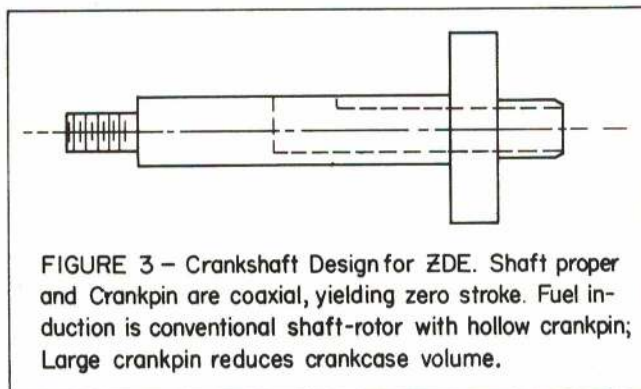 FIGURE 3 – Crankshaft Design for ZDE. Shaft proper
and Crankpin are coaxial, yielding zero stroke. Fuel in-
duction is conventional shaft-rotor with hollow crankpin;
Large crankpin reduces crankcase volume.